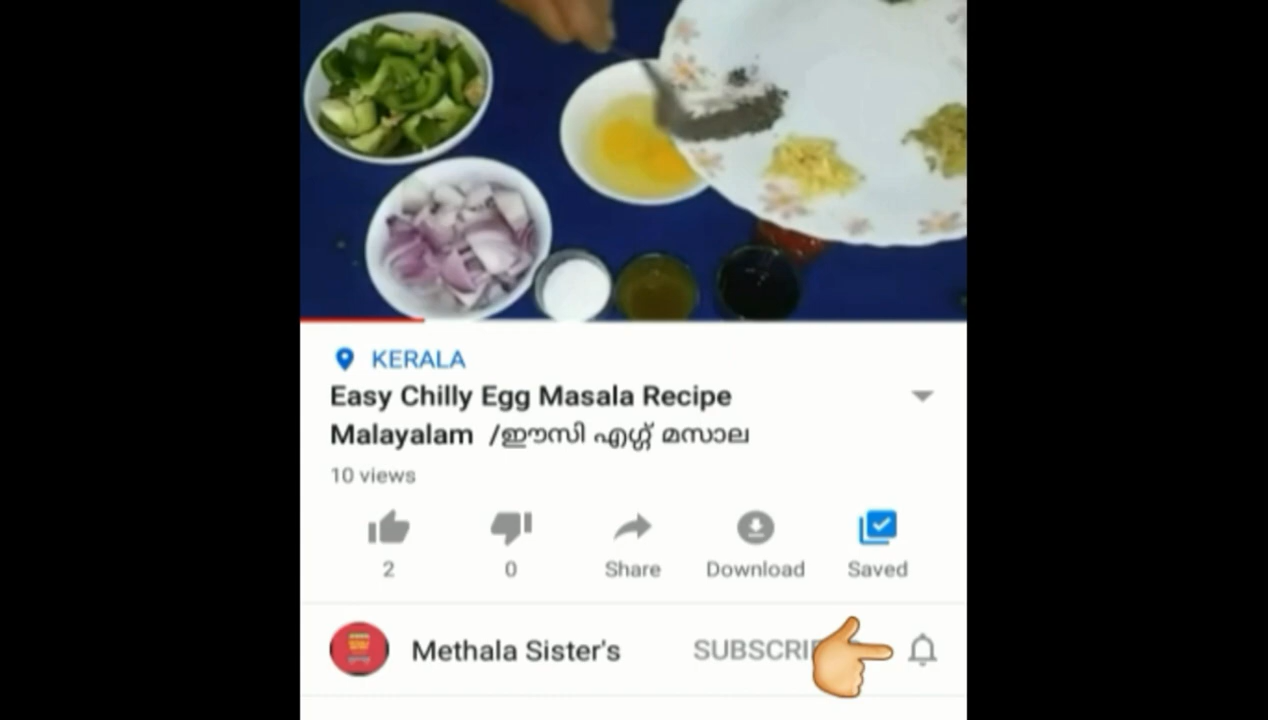 KERALA
Easy Chilly Egg Masala Recipe
Malayalam /ഈസി എഗ്ഗ് മസാല
10 views
2 0 Share Download Saved
Methala Sister's